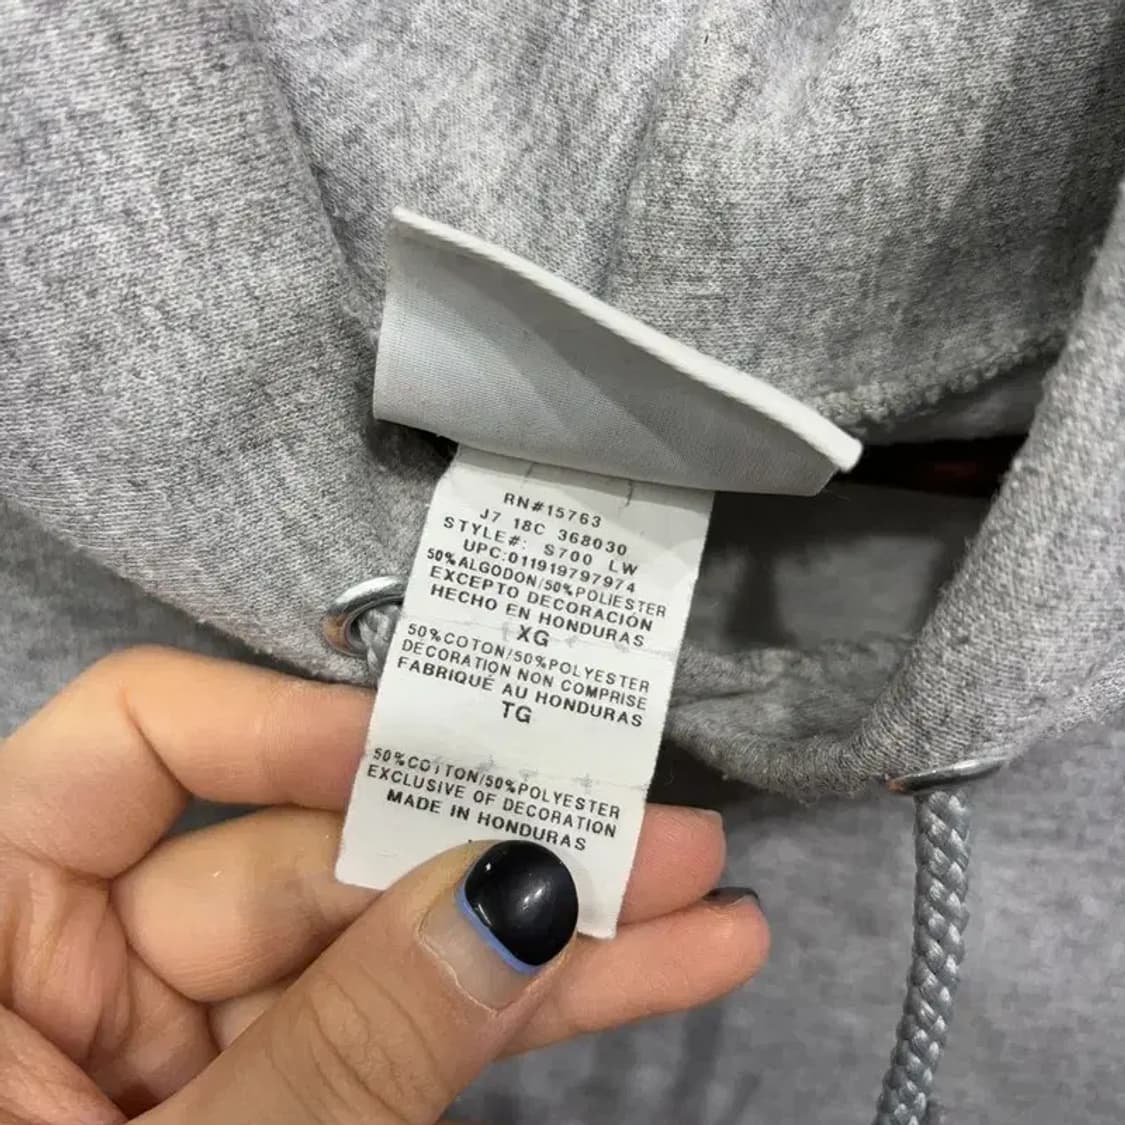 RN#15763
J7 18C 368030
STYLE#: S700 LW
UPC:011919797974
50%ALGODON/50%POLIESTER
EXCEPTO DECORACIÓN
HECHO EN HONDURAS
XG
50%COTON/50%POLYESTER
DÉCORATION NON COMPRISE
FABRIQUÉ AU HONDURAS
TG
50%COTTON/50%POLYESTER
EXCLUSIVE OF DECORATION
MADE IN HONDURAS